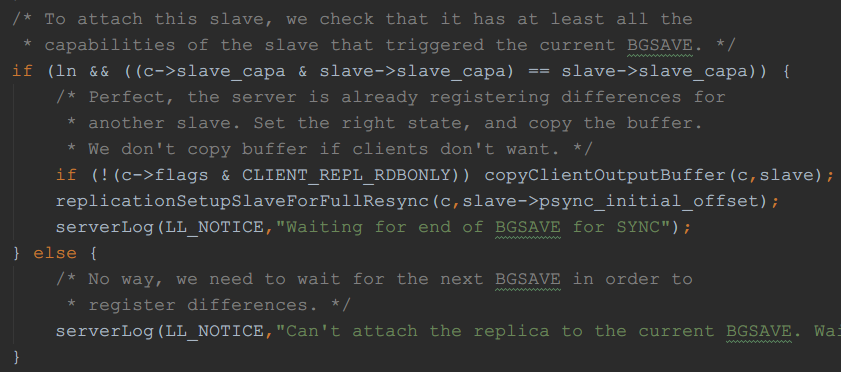 /* To attach this slave, we check that it has at least all the
 * capabilities of the slave that triggered the current BGSAVE. */
if (ln && ((c->slave_capa & slave->slave_capa) == slave->slave_capa)) {
    /* Perfect, the server is already registering differences for
     * another slave. Set the right state, and copy the buffer.
     * We don't copy buffer if clients don't want. */
    if (!(c->flags & CLIENT_REPL_RDBONLY)) copyClientOutputBuffer(c,slave);
    replicationSetupSlaveForFullResync(c,slave->psync_initial_offset);
    serverLog(LL_NOTICE,"Waiting for end of BGSAVE for SYNC");
} else {
    /* No way, we need to wait for the next BGSAVE in order to
     * register differences. */
    serverLog(LL_NOTICE,"Can't attach the replica to the current BGSAVE. Wai
}